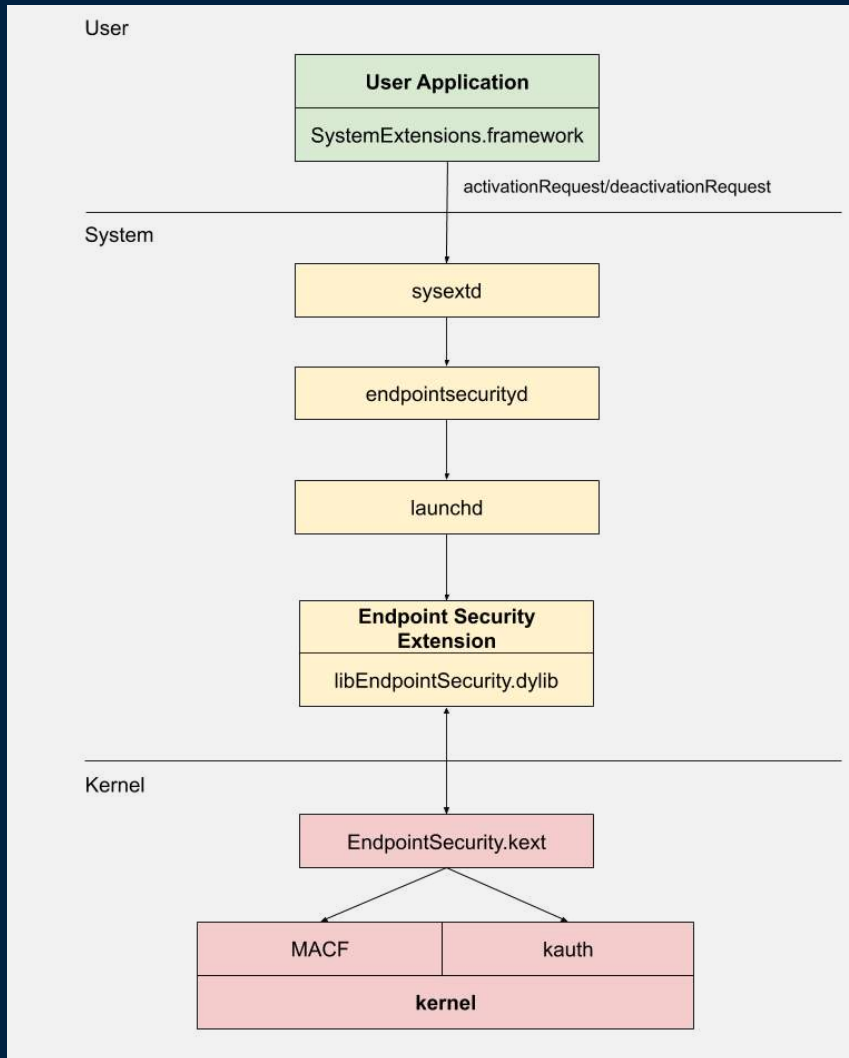 User
User Application
SystemExtensions.framework
activationRequest/deactivationRequest
System
sysextd
endpointsecurityd
launchd
Endpoint Security
Extension
libEndpointSecurity.dylib
Kernel
EndpointSecurity.kext
MACF kauth
kernel